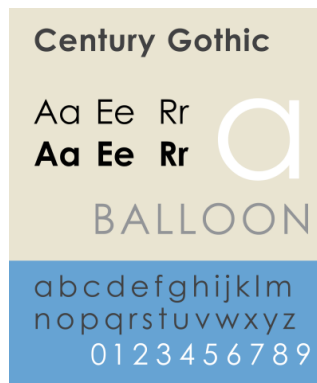 Century Gothic
Aa Ee Rr
Aa Ee Rr
a
BALLOON
abcdefghijklm
nopqrstuvwxyz
0123456789